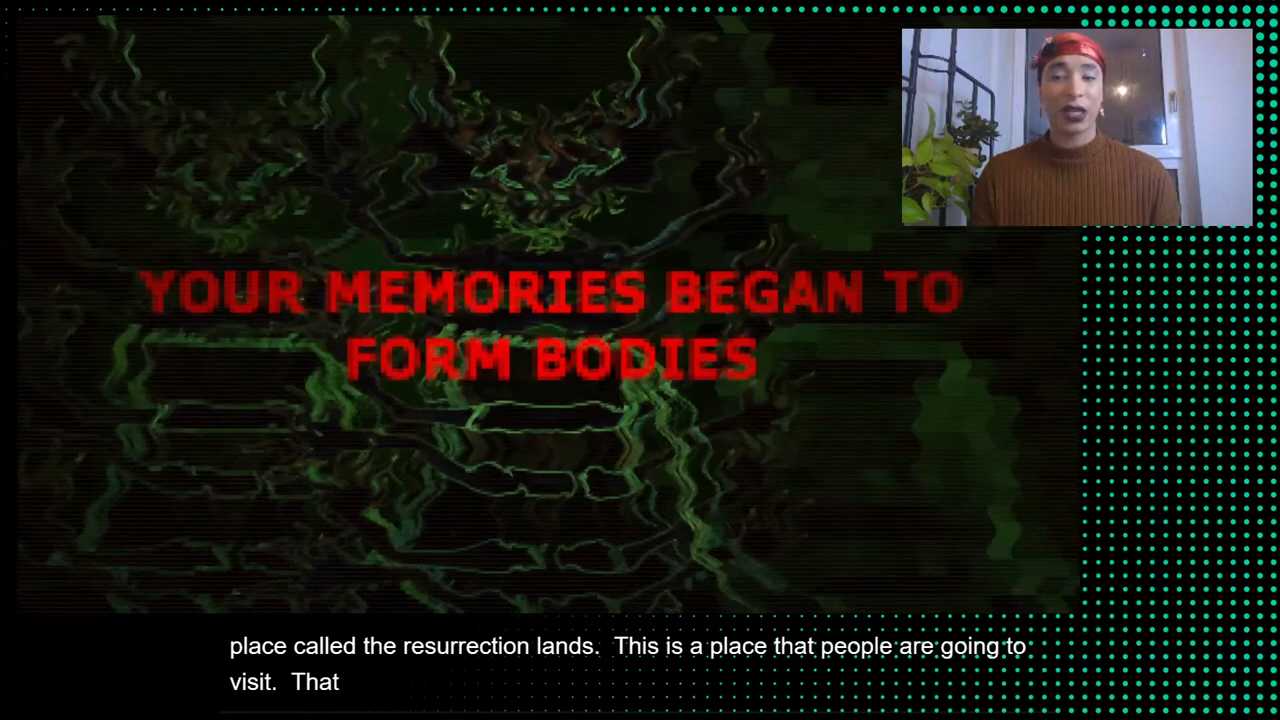 YOUR MEMORIES BEGAN TO
FORM BODIES
place called the resurrection lands.  This is a place that people are going to
visit.  That